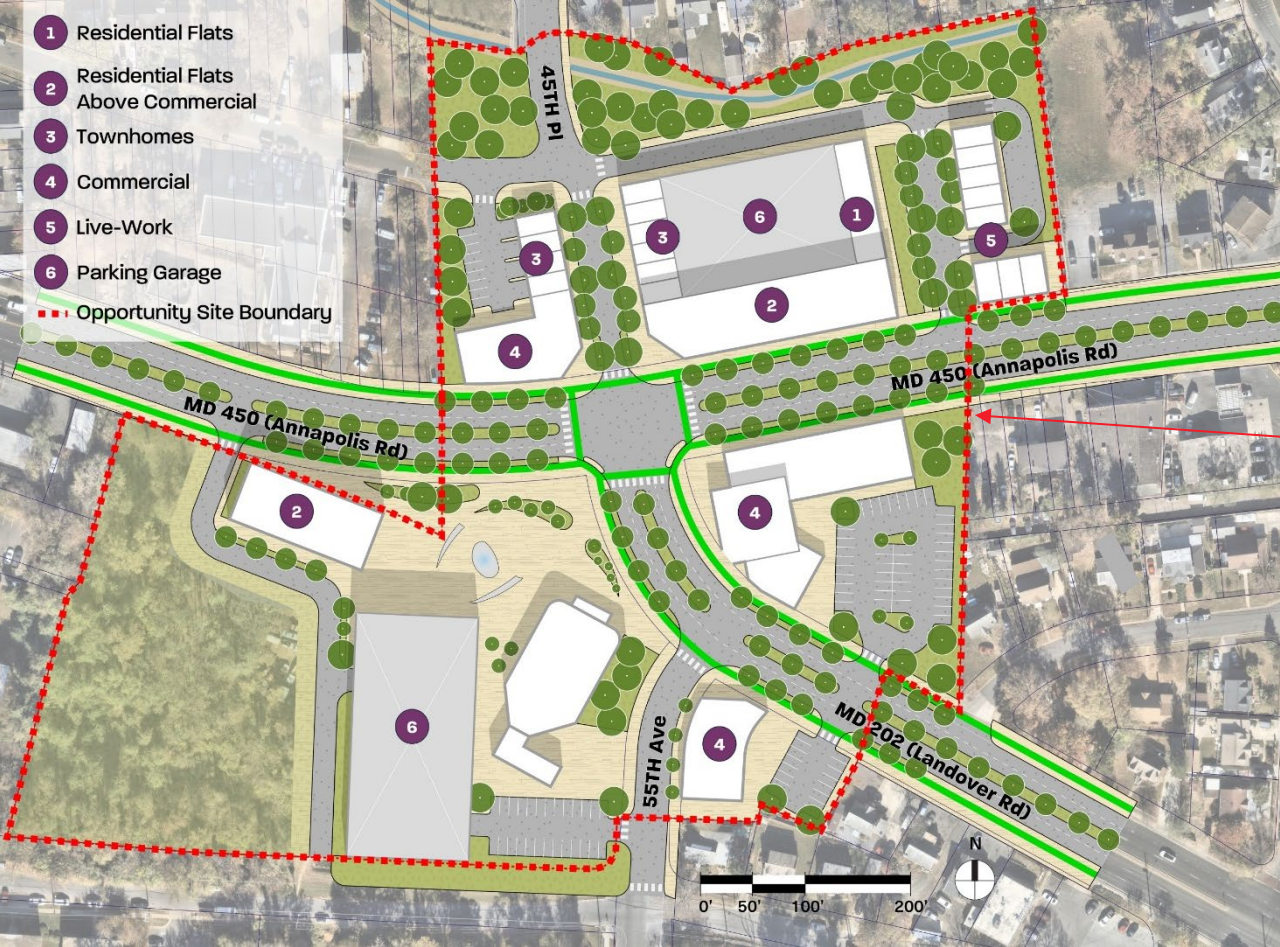 1 Residential Flats
2 Residential Flats
Above Commercial
3 Townhomes
4 Commercial
5 Live-Work
6 Parking Garage
Opportunity Site Boundary
45TH Pl
6
1
3
3
5
2
4
MD 450 (Annapolis Rd)
MD 450 (Annapolis Rd)
2
4
6
4
55TH Ave
MD 202 (Landover Rd)
N
0' 50' 100' 200'